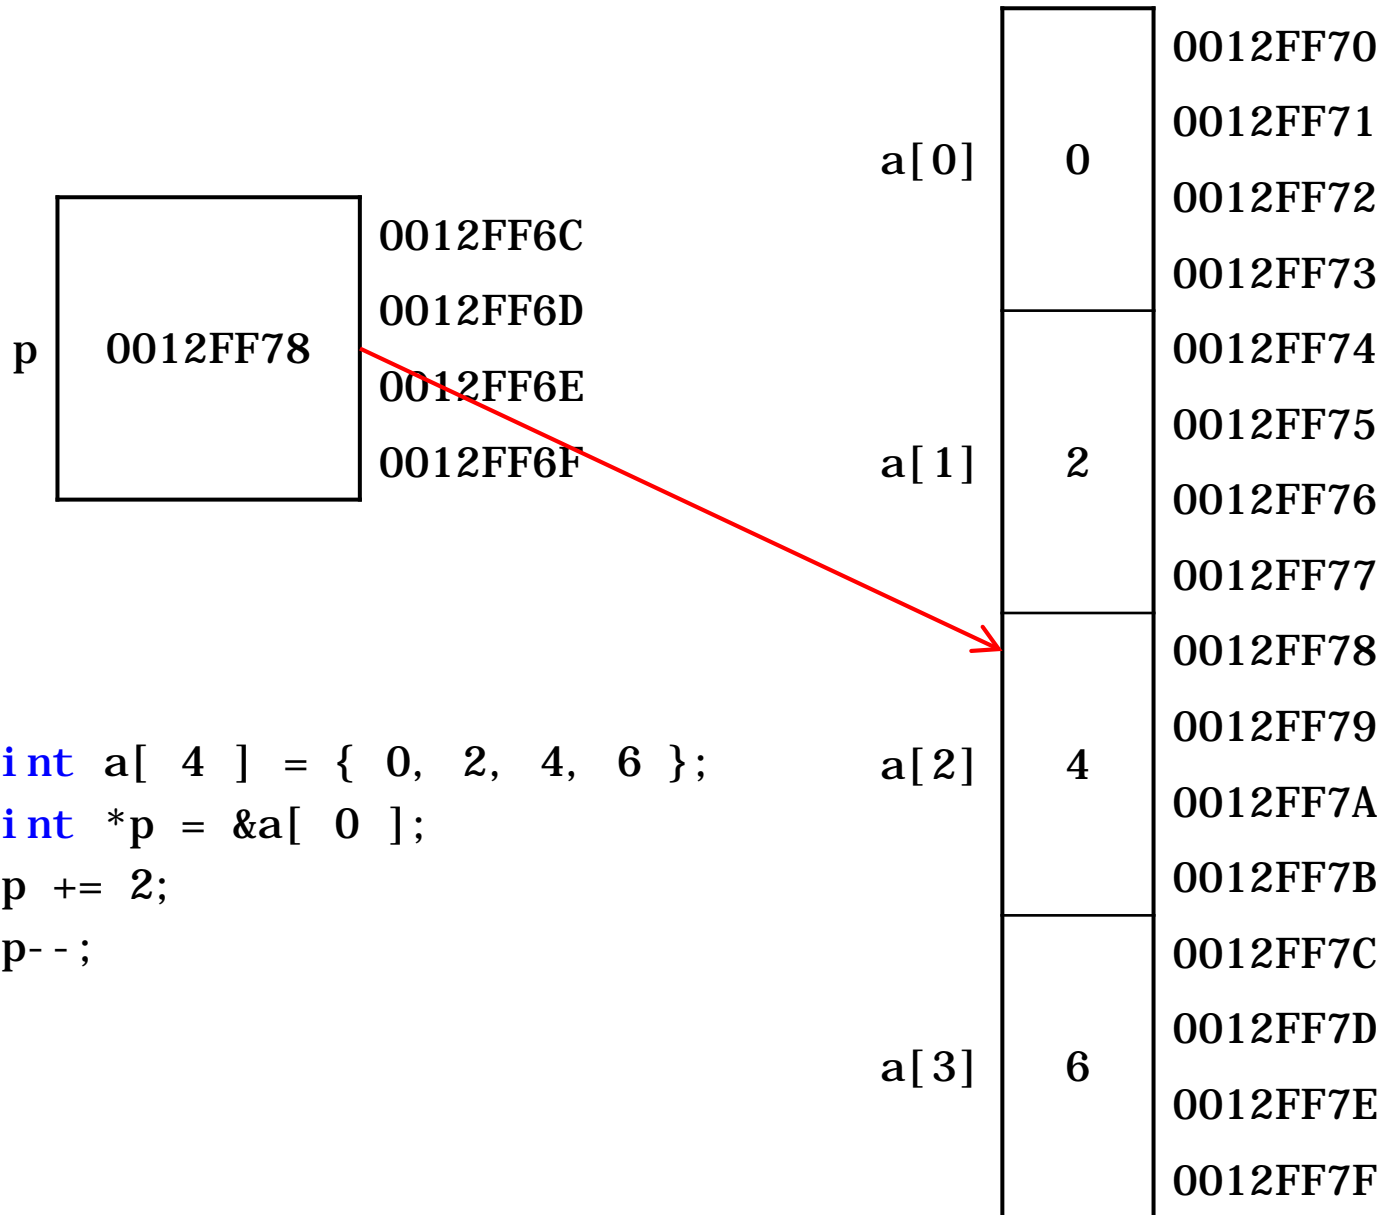 p
0012FF78
0012FF6C
0012FF6D
0012FF6E
0012FF6F
int a[ 4 ] = { 0, 2, 4, 6 };
int *p = &a[ 0 ];
p += 2;
p--;
a[0]
0
0012FF70
0012FF71
0012FF72
0012FF73
a[1]
2
0012FF74
0012FF75
0012FF76
0012FF77
a[2]
4
0012FF78
0012FF79
0012FF7A
0012FF7B
a[3]
6
0012FF7C
0012FF7D
0012FF7E
0012FF7F